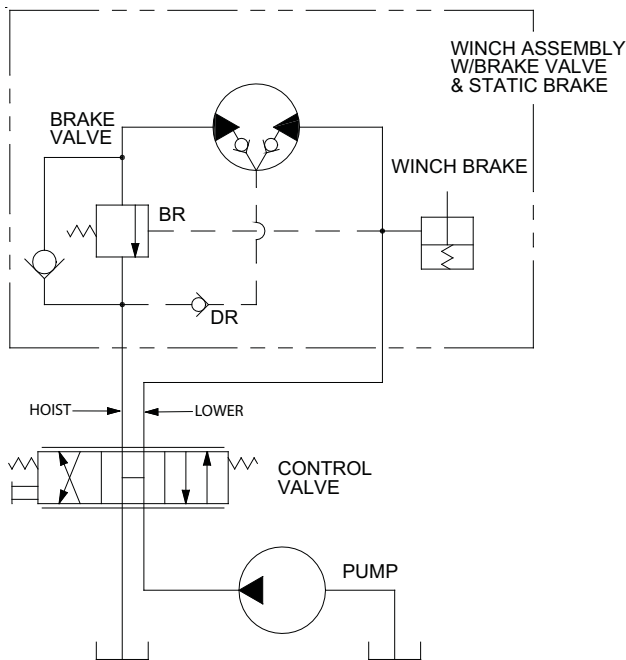 WINCH ASSEMBLY
W/BRAKE VALVE
& STATIC BRAKE
BRAKE
VALVE
WINCH BRAKE
BR
DR
HOIST
LOWER
CONTROL
VALVE
PUMP